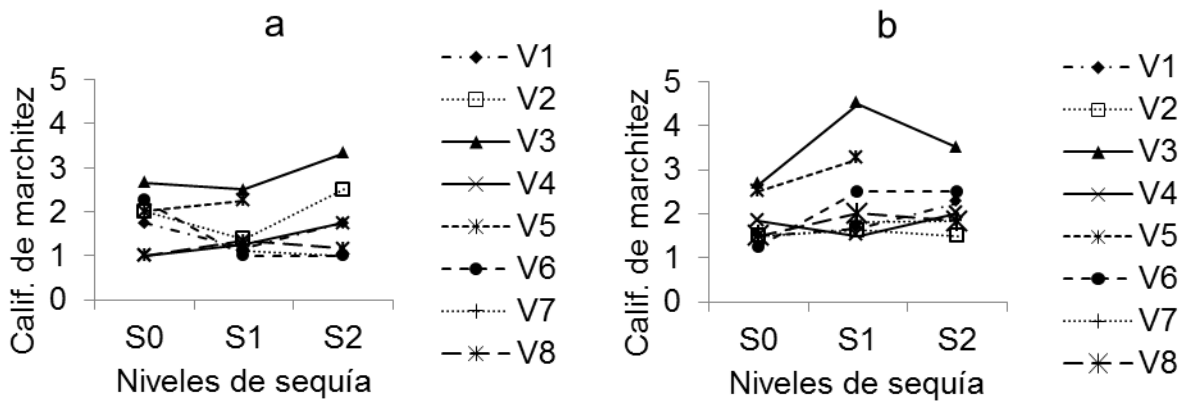 a
Calif. de marchitez
5
4
3
2
1
0
S0 S1 S2
Niveles de sequía
V1
V2
V3
V4
V5
V6
V7
V8
b
Calif. de marchitez
5
4
3
2
1
0
S0 S1 S2
Niveles de sequía
V1
V2
V3
V4
V5
V6
V7
V8